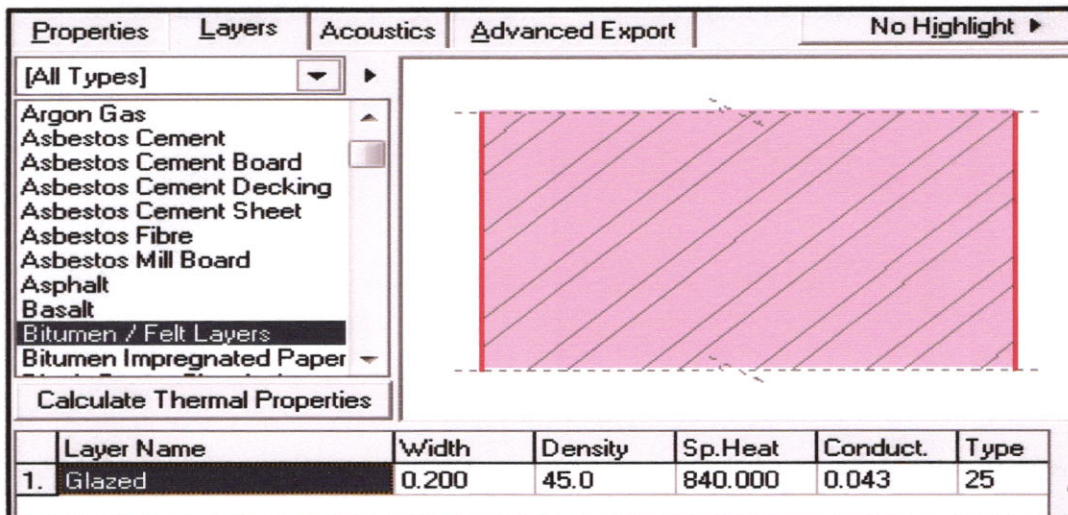 Properties Layers Acoustics Advanced Export No Highlight
[All Types]
Argon Gas
Asbestos Cement
Asbestos Cement Board
Asbestos Cement Decking
Asbestos Cement Sheet
Asbestos Fibre
Asbestos Mill Board
Asphalt
Basalt
Bitumen / Felt Layers
Bitumen Impregnated Paper
Calculate Thermal Properties
Layer Name Width Density Sp.Heat Conduct. Type
1. Glazed 0.200 45.0 840.000 0.043 25